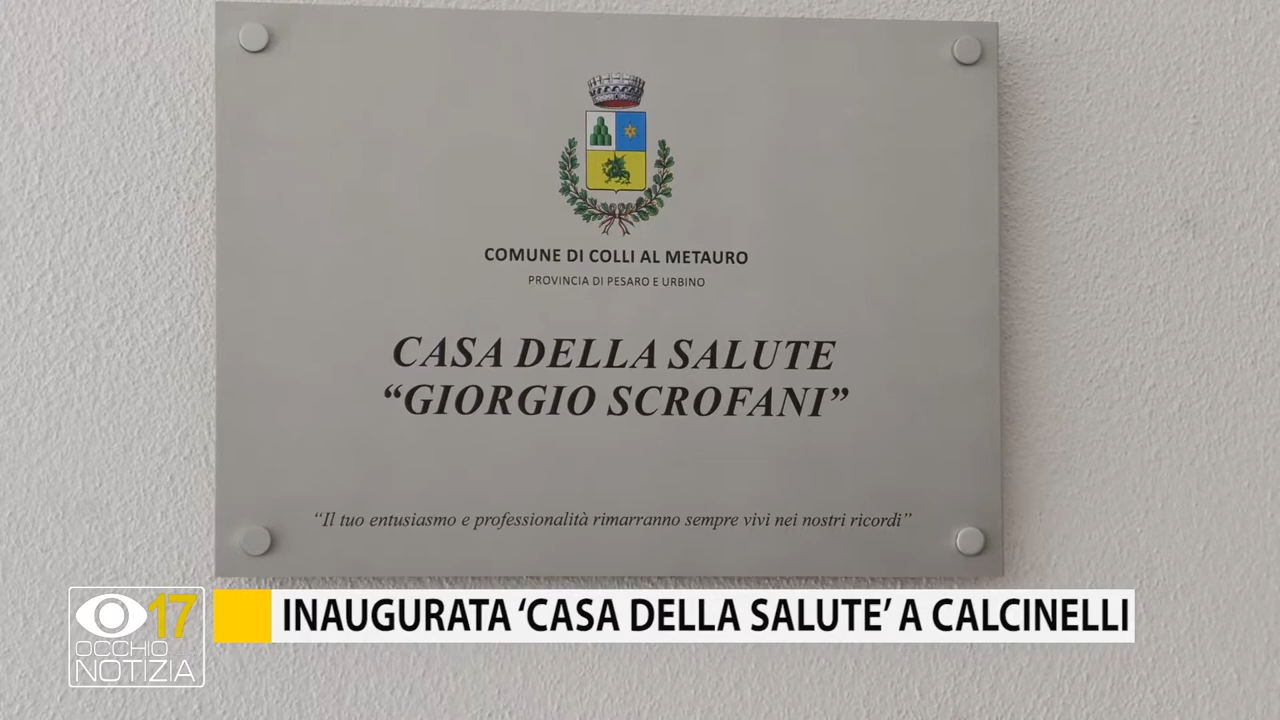 COMUNE DI COLLI AL METAURO
PROVINCIA DI PESARO E URBINO
CASA DELLA SALUTE
“GIORGIO SCROFANI”
“Il tuo entusiasmo e professionalità rimarranno sempre vivi nei nostri ricordi”
17
OCCHIO
NOTIZIA
INAUGURATA ‘CASA DELLA SALUTE’ A CALCINELLI